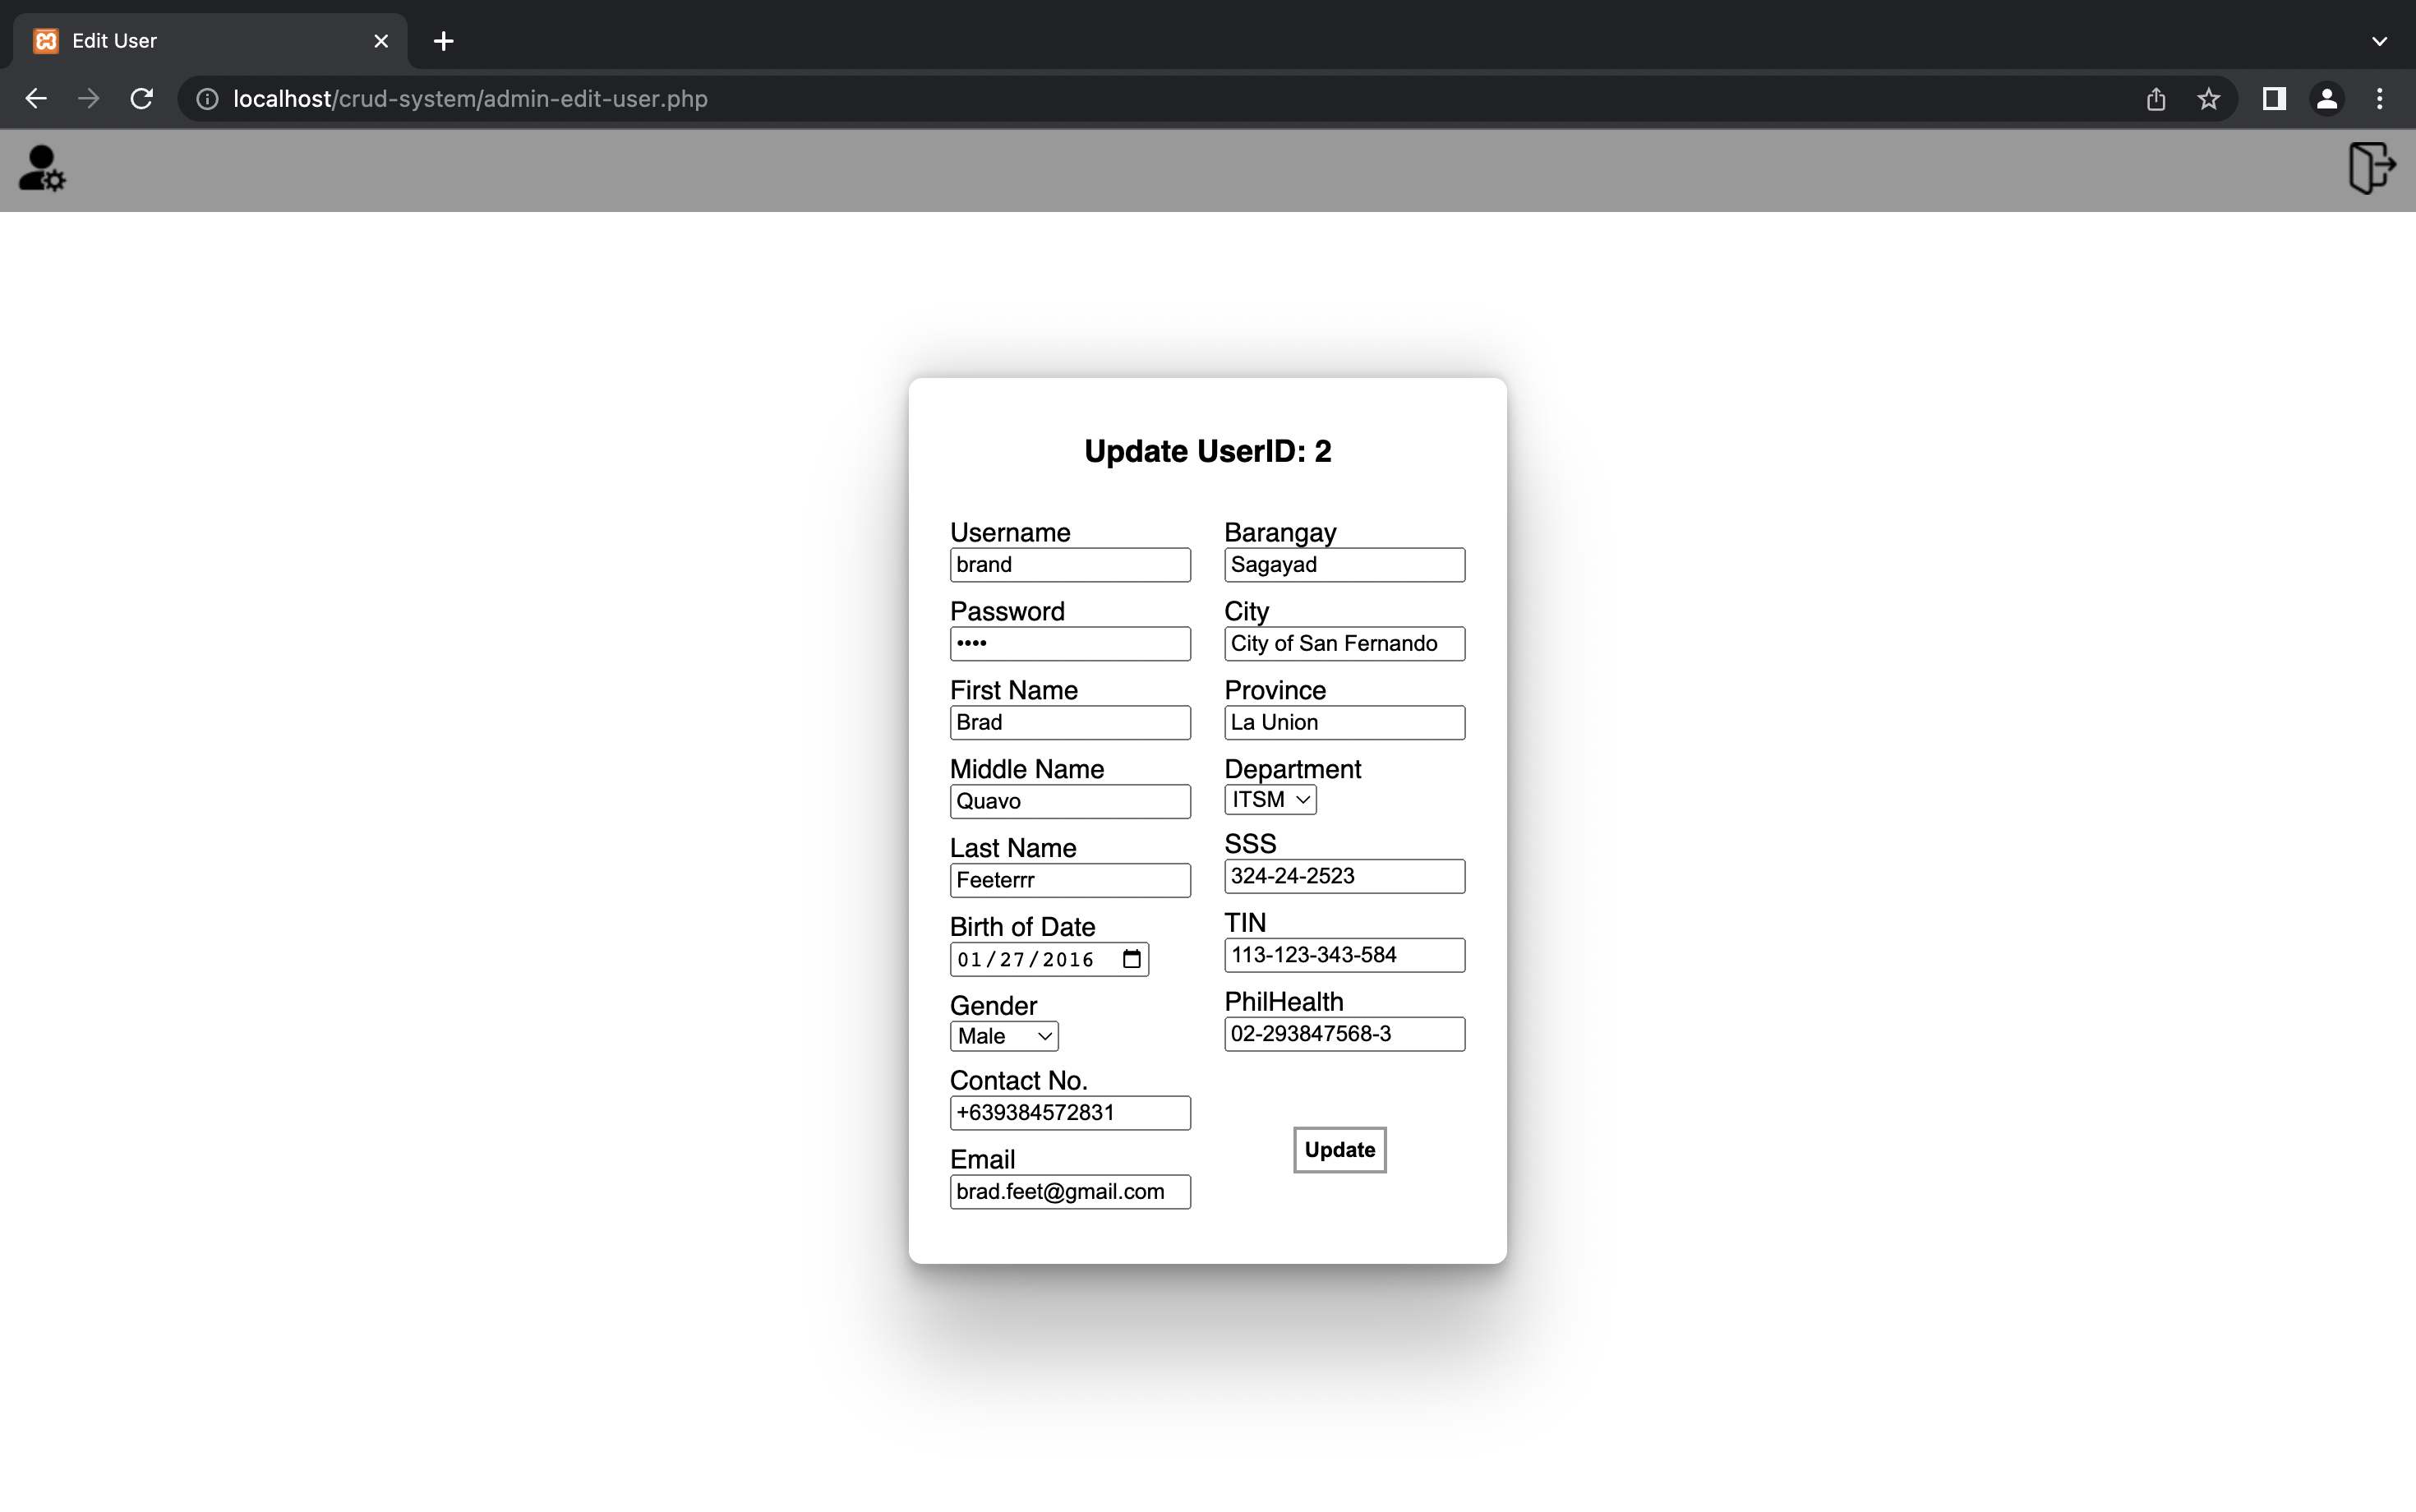 Edit User
localhost/crud-system/admin-edit-user.php
Update UserID: 2
Username
brand
Password
••••
First Name
Brad
Middle Name
Quavo
Last Name
Feeterrr
Birth of Date
01/27/2016
Gender
Male
Contact No.
+639384572831
Email
brad.feet@gmail.com
Barangay
Sagayad
City
City of San Fernando
Province
La Union
Department
ITSM
SSS
324-24-2523
TIN
113-123-343-584
PhilHealth
02-293847568-3
Update